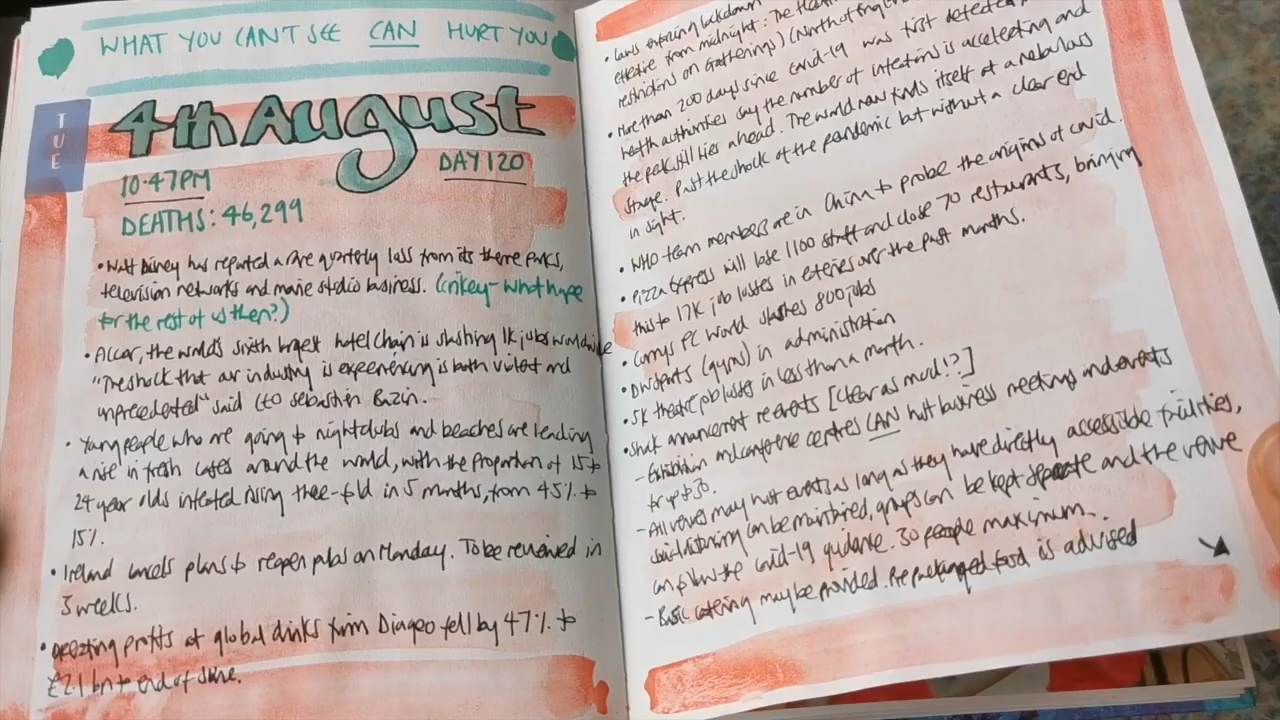 WHAT YOU CAN'T SEE CAN HURT YOU
TUE
4th August
10.47PM
DAY 120
DEATHS: 46,299
• Walt Disney has reported a rare quarterly loss from its theme parks,
television networks and movie studio business. (crikey - what hope
for the rest of us then?)
• Accor, the world's sixth largest hotel chain is slashing 1K jobs worldwide
"The shock that our industry is experiencing is both violent and
unprecedented" said CEO Sebastien Bazin.
• Young people who are going to nightclubs and beaches are leading
a rise in fresh cases around the world, with the proportion of 15 to
24 year olds infected rising three-fold in 5 months, from 4.5% to
15%.
• Ireland cancels plans to reopen pubs on Monday. To be reviewed in
3 weeks.
• operating profits at global drinks firm Diageo fell by 47% to
£2.1 bn to end of June.
• Laws enforcing lockdown
effective from midnight: The Health
restrictions on Gatherings) (North of
• More than 200 days since covid-19 was first detected,
health authorities say the number of infections is accelerating and
the peak still lies ahead. The world now finds itself at a nebulous
stage. Past the shock of the pandemic but without a clear end
in sight.
• WHO team members are in China to probe the origins of covid.
• Pizza Express will lose 1100 staff and close 70 restaurants, bringing
this to 17K job losses in eateries over the past months.
• Currys PC World slashes 800 jobs
• DW Sports (gyms) in administration
• 5K theatre job losses in less than a month.
• Shak announcement re events [clear as mud!?]
- Exhibition and conference centres CAN host business meetings and events
for up to 30.
- All venues may host events as long as they have directly accessible facilities,
social distancing can be maintained, groups can be kept separate and the venue
can follow the covid-19 guidance. 30 people maximum.
- Basic catering may be provided. Pre packaged food is advised